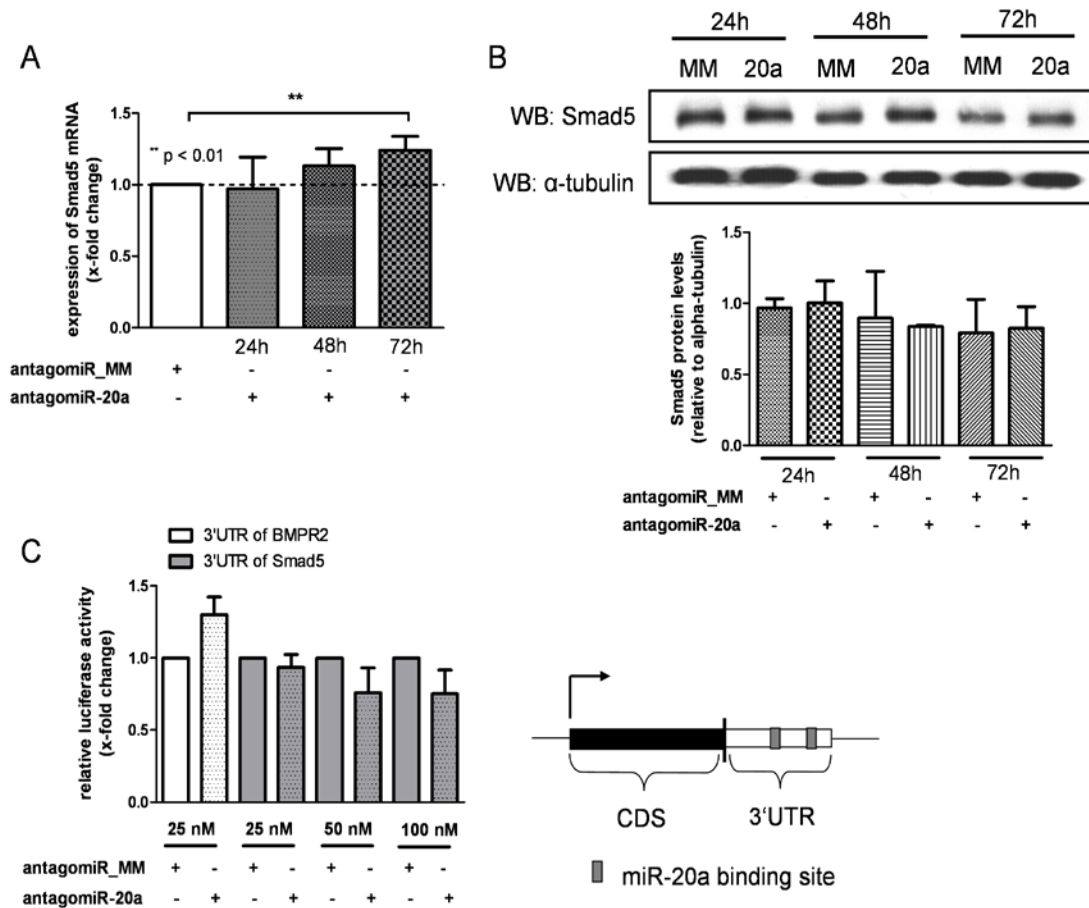 A
expression of Smad5 mRNA
(x-fold change)
1.5
1.0
0.5
0.0
**
** p < 0.01
24h 48h 72h
antagomiR_MM + - - -
antagomiR-20a - + + +
B
24h 48h 72h
MM 20a MM 20a MM 20a
WB: Smad5
WB: α-tubulin
Smad5 protein levels
(relative to alpha-tubulin)
1.5
1.0
0.5
0.0
24h 48h 72h
antagomiR_MM + - + - + -
antagomiR-20a - + - + - +
C
3'UTR of BMPR2
3'UTR of Smad5
relative luciferase activity
(x-fold change)
1.5
1.0
0.5
0.0
25 nM 25 nM 50 nM 100 nM
antagomiR_MM + - + - + - + -
antagomiR-20a - + - + - + - +
CDS 3'UTR
miR-20a binding site